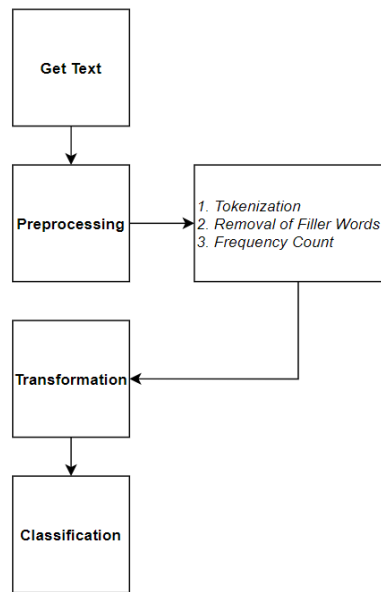 Get Text
Preprocessing
1. Tokenization
2. Removal of Filler Words
3. Frequency Count
Transformation
Classification